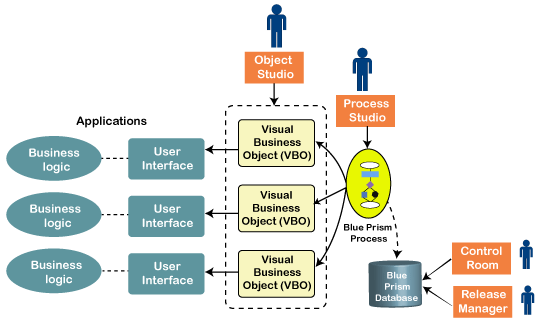 Object
Studio
Process
Studio
Applications
Visual
Business
Object (VBO)
User
Interface
Business
logic
Visual
Business
Object (VBO)
User
Interface
Business
logic
Blue Prism
Process
Visual
Business
Object (VBO)
User
Interface
Business
logic
Control
Room
Blue
Prism
Database
Release
Manager